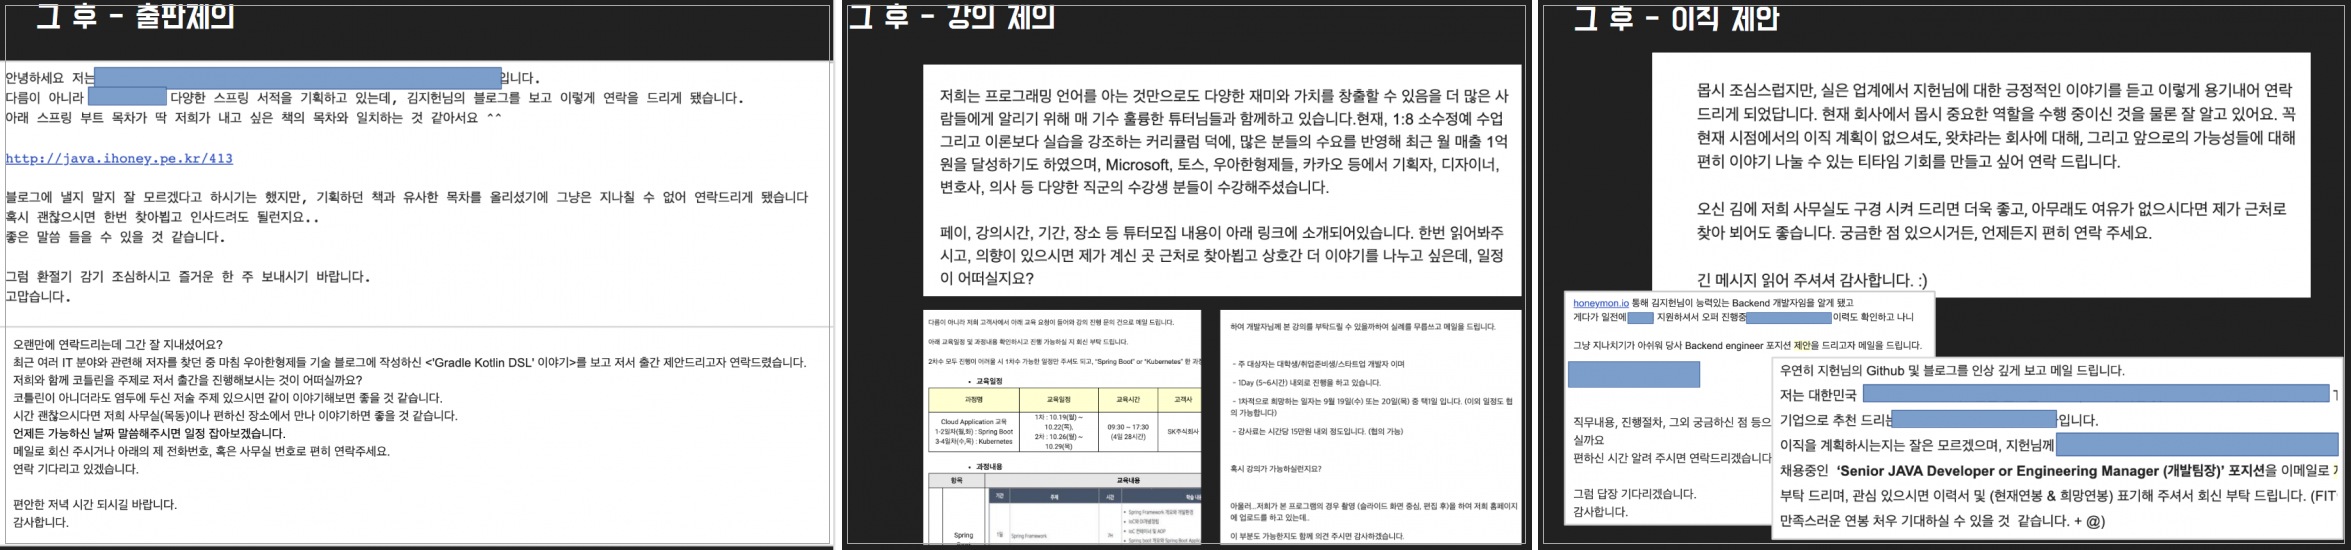 그 후 - 출판제의
안녕하세요 저는
입니다.
다름이 아니라
다양한 스프링 서적을 기획하고 있는데, 김지헌님의 블로그를 보고 이렇게 연락을 드리게 됐습니다.
아래 스프링 부트 목차가 딱 저희가 내고 싶은 책의 목차와 일치하는 것 같아서요 ^^
http://java.ihoney.pe.kr/413
블로그에 낼지 말지 잘 모르겠다고 하시기는 했지만, 기획하던 책과 유사한 목차를 올리셨기에 그냥은 지나칠 수 없어 연락드리게 됐습니다
혹시 괜찮으시면 한번 찾아뵙고 인사드려도 될런지요..
좋은 말씀 들을 수 있을 것 같습니다.
그럼 환절기 감기 조심하시고 즐거운 한 주 보내시기 바랍니다.
고맙습니다.
오랜만에 연락드리는데 그간 잘 지내셨어요?
최근 여러 IT 분야와 관련해 저자를 찾던 중 마침 우아한형제들 기술 블로그에 작성하신 <'Gradle Kotlin DSL' 이야기>를 보고 저서 출간 제안드리고자 연락드렸습니다.
저희와 함께 코틀린을 주제로 저서 출간을 진행해보시는 것이 어떠실까요?
코틀린이 아니더라도 염두에 두신 저술 주제 있으시면 같이 이야기해보면 좋을 것 같습니다.
시간 괜찮으시다면 저희 사무실(목동)이나 편하신 장소에서 만나 이야기하면 좋을 것 같습니다.
언제든 가능하신 날짜 말씀해주시면 일정 잡아보겠습니다.
메일로 회신 주시거나 아래의 제 전화번호, 혹은 사무실 번호로 편히 연락주세요.
연락 기다리고 있겠습니다.
편안한 저녁 시간 되시길 바랍니다.
감사합니다.
그 후 - 강의 제의
저희는 프로그래밍 언어를 아는 것만으로도 다양한 재미와 가치를 창출할 수 있음을 더 많은 사
람들에게 알리기 위해 매 기수 훌륭한 튜터님들과 함께하고 있습니다.현재, 1:8 소수정예 수업
그리고 이론보다 실습을 강조하는 커리큘럼 덕에, 많은 분들의 수요를 반영해 최근 월 매출 1억
원을 달성하기도 하였으며, Microsoft, 토스, 우아한형제들, 카카오 등에서 기획자, 디자이너,
변호사, 의사 등 다양한 직군의 수강생 분들이 수강해주셨습니다.
페이, 강의시간, 기간, 장소 등 튜터모집 내용이 아래 링크에 소개되어있습니다. 한번 읽어봐주
시고, 의향이 있으시면 제가 계신 곳 근처로 찾아뵙고 상호간 더 이야기를 나누고 싶은데, 일정
이 어떠실지요?
다름이 아니라 저희 고객사에서 아래 교육 요청이 들어와 강의 진행 문의 건으로 메일 드립니다.
아래 교육일정 및 과정내용 확인하시고 진행 가능하실 지 회신 부탁 드립니다.
2차수 모두 진행이 어려울 시 1차수 가능한 일정만 주셔도 되고, "Spring Boot" or "Kubernetes" 한 과정
• 교육일정
과정명 교육일정 교육시간 고객사
Cloud Application 교육
1-2일차(월,화) : Spring Boot
3-4일차(수,목) : Kubernetes
1차 : 10.19(월) ~
10.22(목),
2차 : 10.26(월) ~
10.29(목)
09:30 ~ 17:30
(4일 28시간)
SK주식회사
• 과정내용
항목 교육내용
기간 주제 시간 학습 내
Spring
1일 Spring Framework
• Spring Framework 개요와 개발환경
• IoC와 DI개념정립
• IoC 컨테이너 및 AOP
• Spring boot 개요와 Spring Boot Appli
하여 개발자님께 본 강의를 부탁드릴 수 있을까하여 실례를 무릅쓰고 메일을 드립니다.
- 주 대상자는 대학생/취업준비생/스타트업 개발자 이며
- 1Day (5~6시간) 내외로 진행을 하고 있습니다.
- 1차적으로 희망하는 일자는 9월 19일(수) 또는 20일(목) 중 택1일 입니다. (이외 일정도 협
의 가능합니다)
- 강사료는 시간당 15만원 내외 정도입니다. (협의 가능)
혹시 강의가 가능하실런지요?
아울러...저희가 본 프로그램의 경우 촬영 (슬라이드 화면 중심, 편집 후)을 하여 저희 홈페이지
에 업로드를 하고 있는데..
이 부분도 가능한지도 함께 의견 주시면 감사하겠습니다.
그 후 - 이직 제안
몹시 조심스럽지만, 실은 업계에서 지헌님에 대한 긍정적인 이야기를 듣고 이렇게 용기내어 연락
드리게 되었답니다. 현재 회사에서 몹시 중요한 역할을 수행 중이신 것을 물론 잘 알고 있어요. 꼭
현재 시점에서의 이직 계획이 없으셔도, 왓챠라는 회사에 대해, 그리고 앞으로의 가능성들에 대해
편히 이야기 나눌 수 있는 티타임 기회를 만들고 싶어 연락 드립니다.
오신 김에 저희 사무실도 구경 시켜 드리면 더욱 좋고, 아무래도 여유가 없으시다면 제가 근처로
찾아 뵈어도 좋습니다. 궁금한 점 있으시거든, 언제든지 편히 연락 주세요.
긴 메시지 읽어 주셔셔 감사합니다. :)
honeymon.io 통해 김지헌님이 능력있는 Backend 개발자임을 알게 됐고
게다가 일전에
지원하셔서 오퍼 진행중
이력도 확인하고 나니
그냥 지나치기가 아쉬워 당사 Backend engineer 포지션 제안을 드리고자 메일을 드립니다.
직무내용, 진행절차, 그외 궁금하신 점 등으
실까요
편하신 시간 알려 주시면 연락드리겠습니다
그럼 답장 기다리겠습니다.
감사합니다.
우연히 지헌님의 Github 및 블로그를 인상 깊게 보고 메일 드립니다.
저는 대한민국
기업으로 추천 드리는
입니다.
이직을 계획하시는지는 잘은 모르겠으며, 지헌님께
채용중인 ‘Senior JAVA Developer or Engineering Manager (개발팀장)’ 포지션을 이메일로
부탁 드리며, 관심 있으시면 이력서 및 (현재연봉 & 희망연봉) 표기해 주셔서 회신 부탁 드립니다. (FIT
만족스러운 연봉 처우 기대하실 수 있을 것 같습니다. + @)